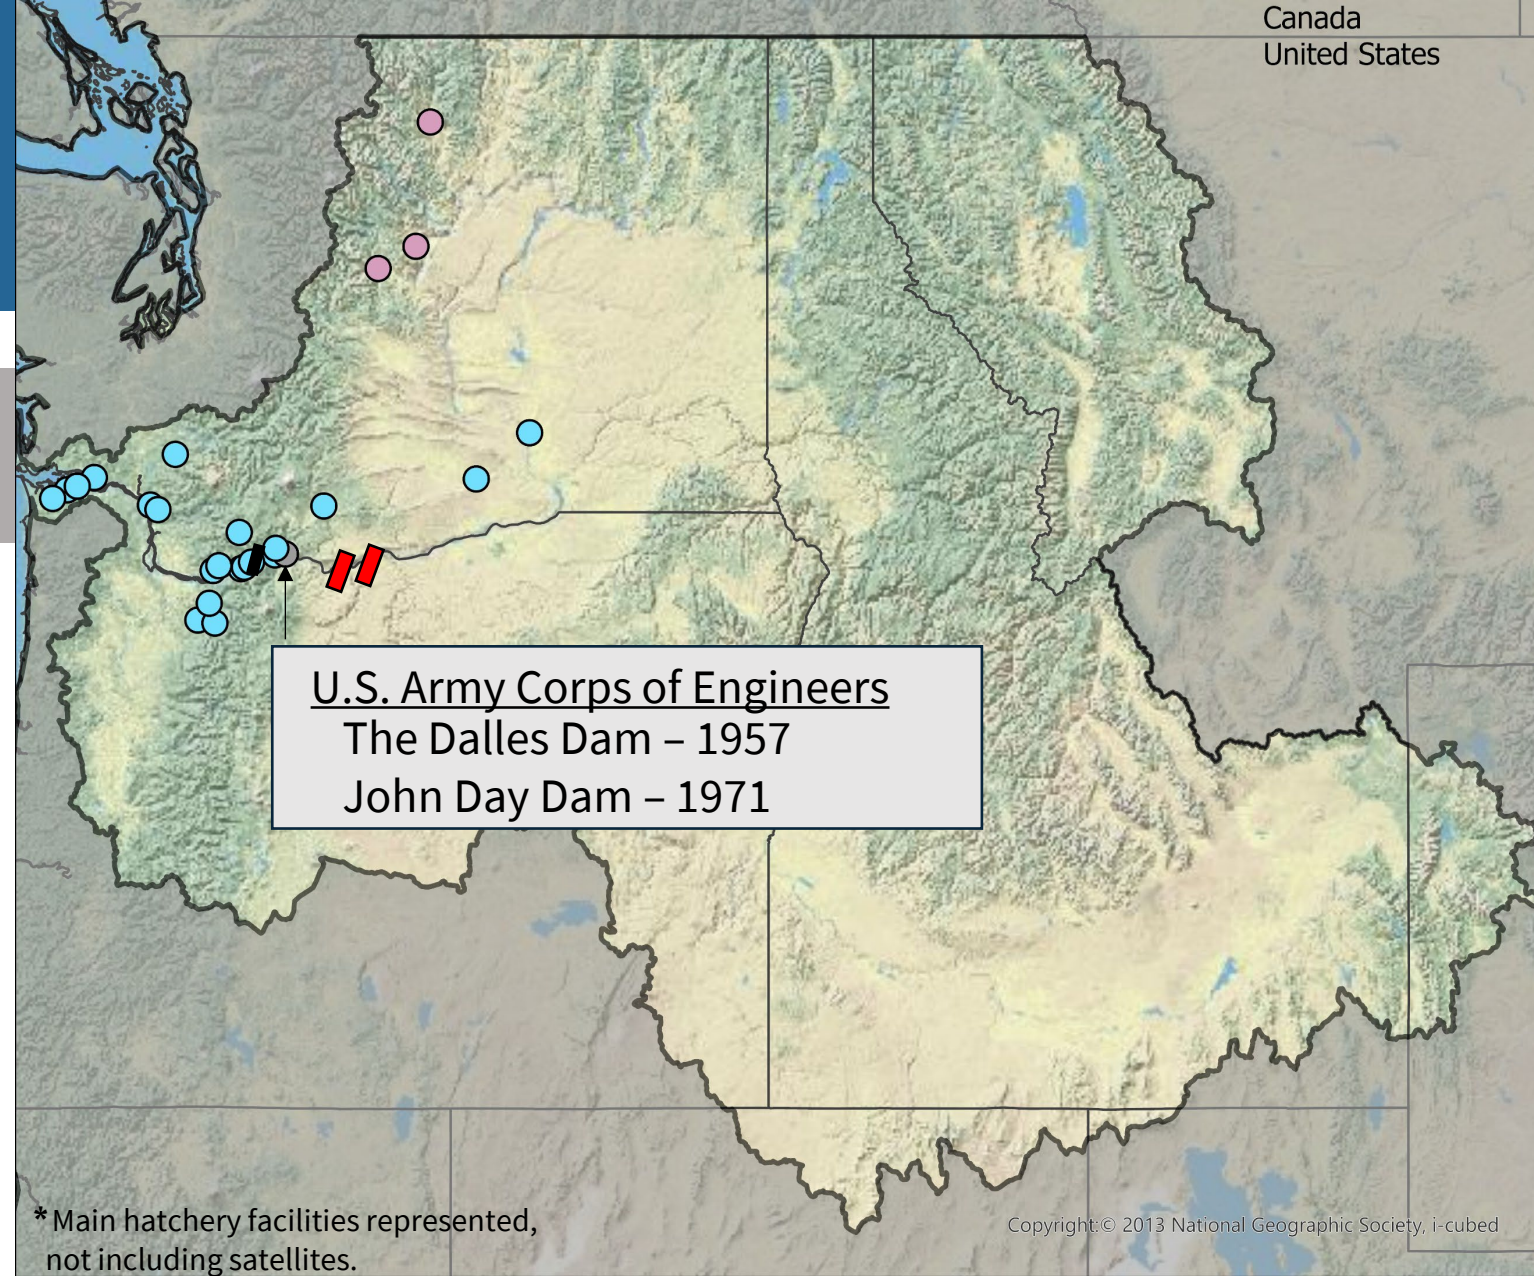 Canada
United States
U.S. Army Corps of Engineers
The Dalles Dam – 1957
John Day Dam – 1971
*Main hatchery facilities represented,
not including satellites.
Copyright:© 2013 National Geographic Society, i-cubed